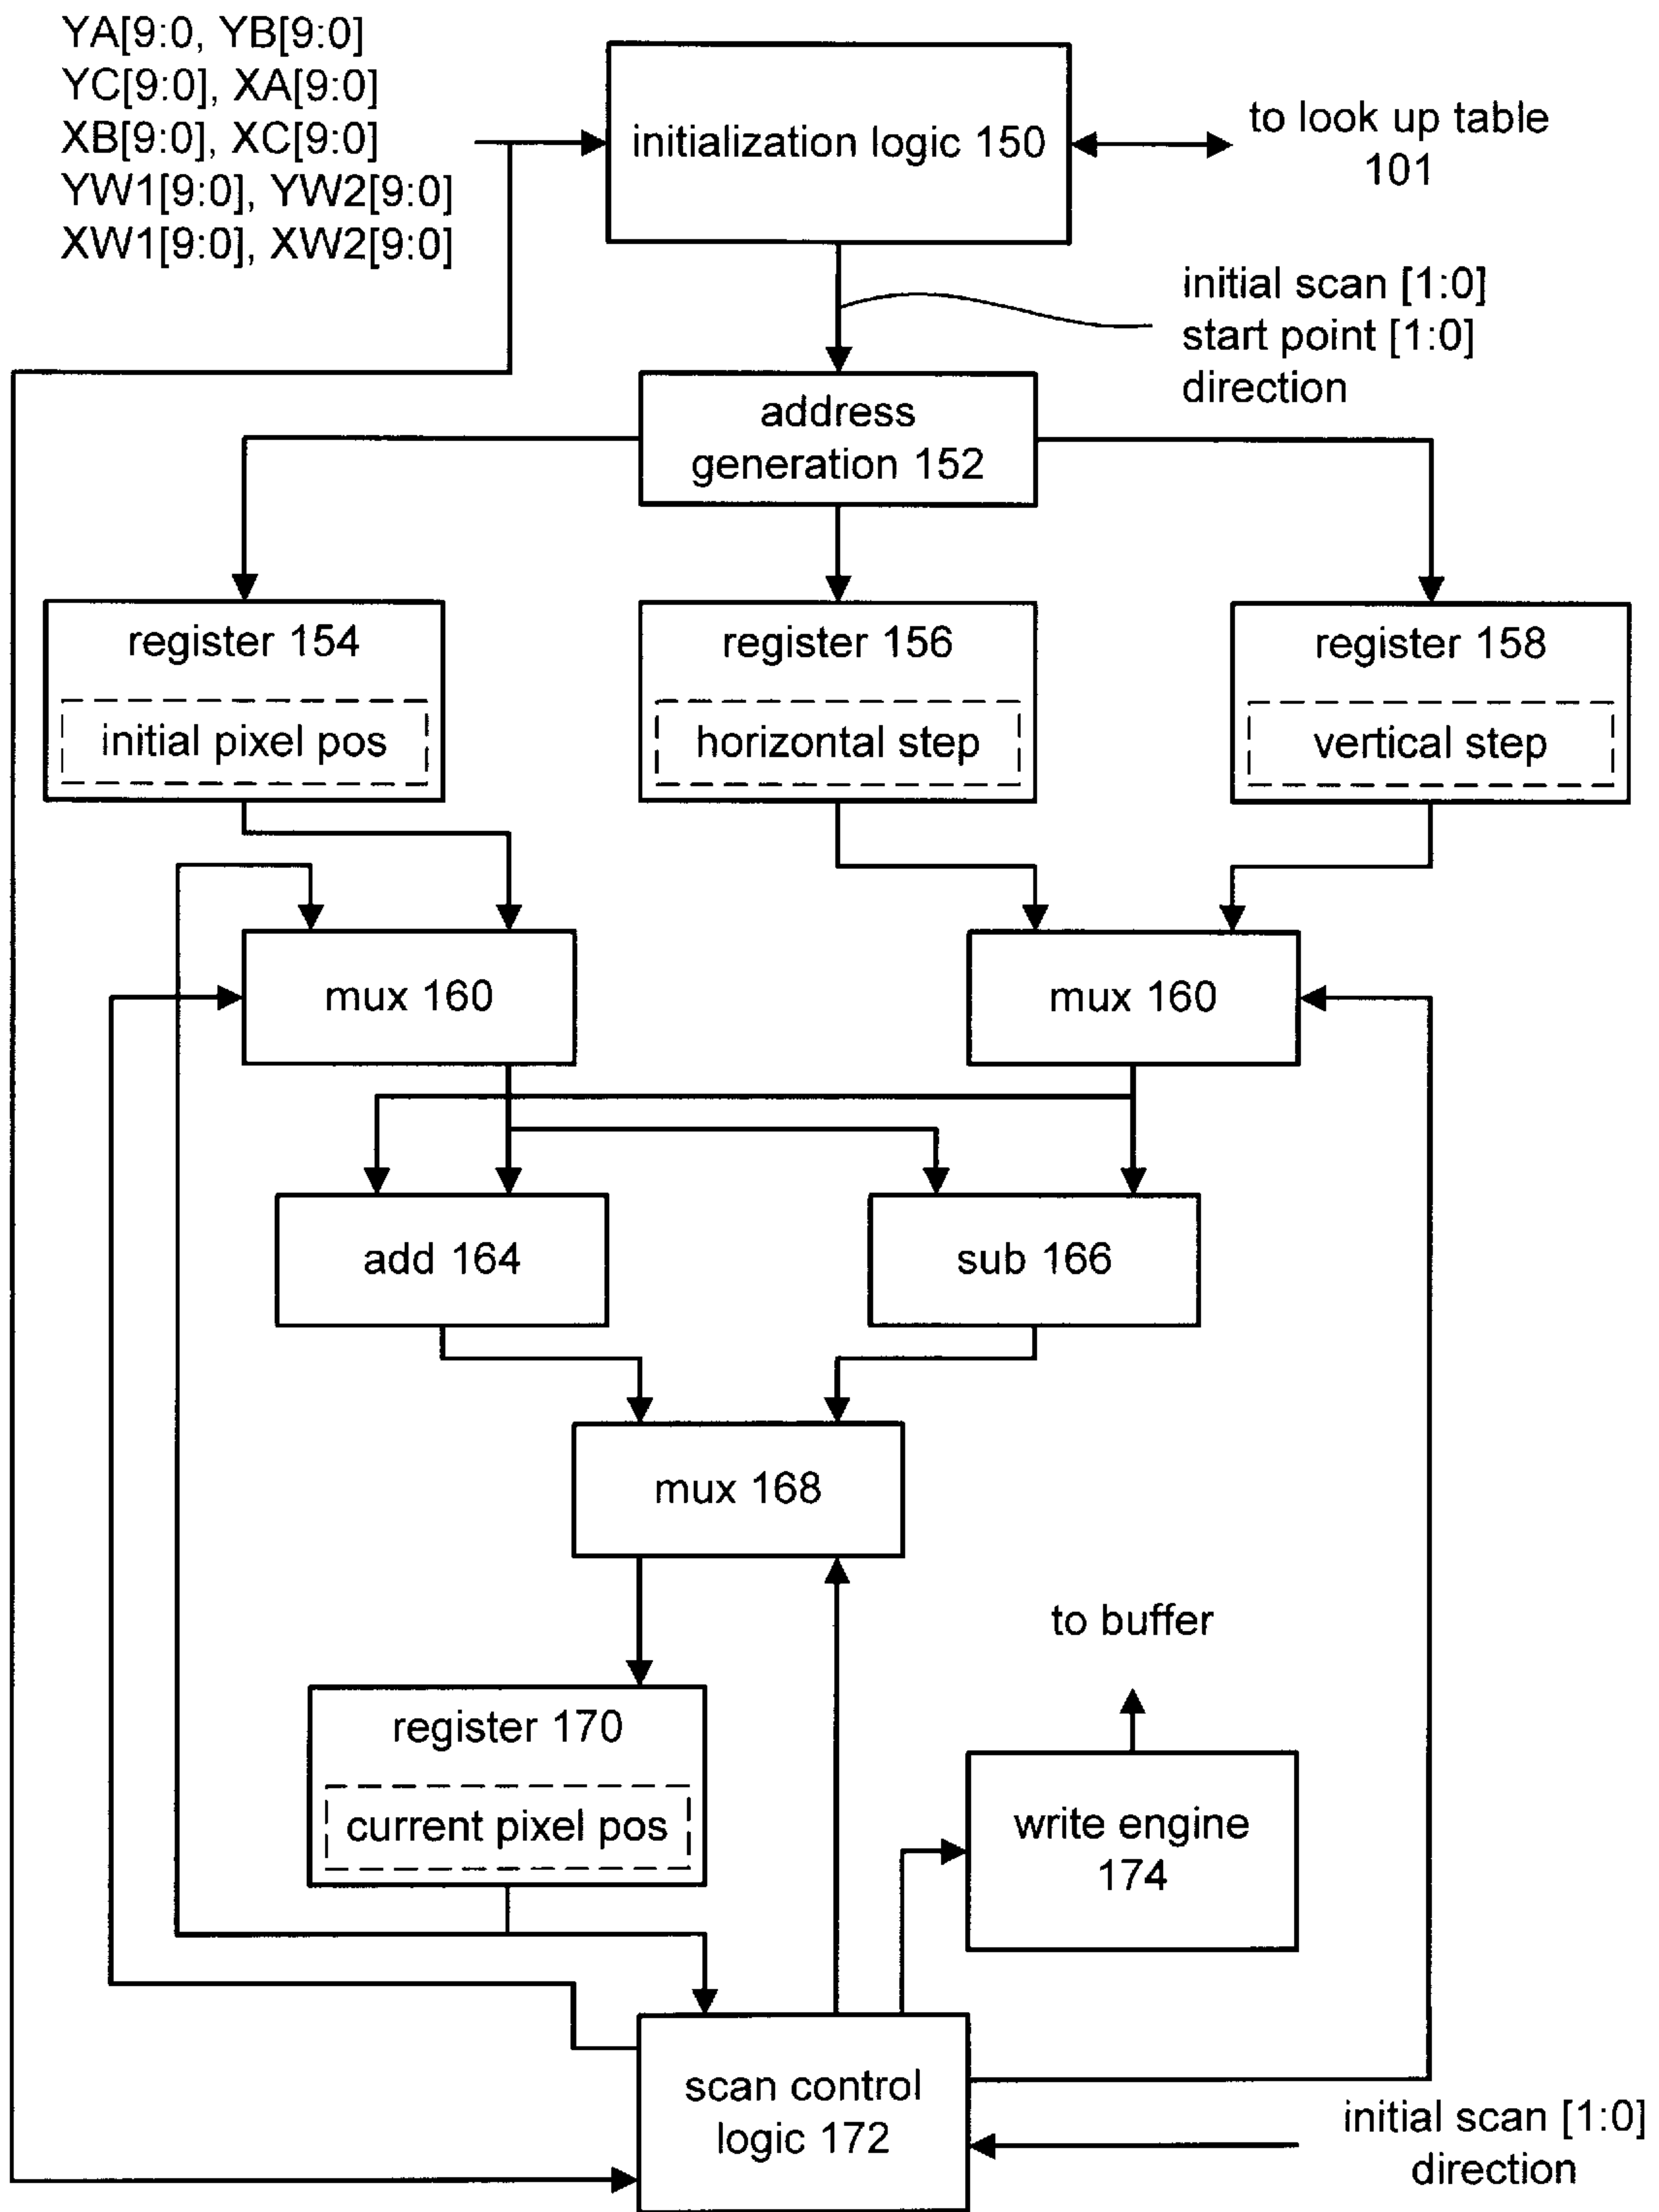 YA[9:0, YB[9:0]
YC[9:0], XA[9:0]
XB[9:0], XC[9:0]
YW1[9:0], YW2[9:0]
XW1[9:0], XW2[9:0]
initialization logic 150
to look up table
101
initial scan [1:0]
start point [1:0]
direction
address
generation 152
register 154
initial pixel pos
register 156
horizontal step
register 158
vertical step
mux 160
mux 160
add 164
sub 166
mux 168
to buffer
register 170
current pixel pos
write engine
174
scan control
logic 172
initial scan [1:0]
direction